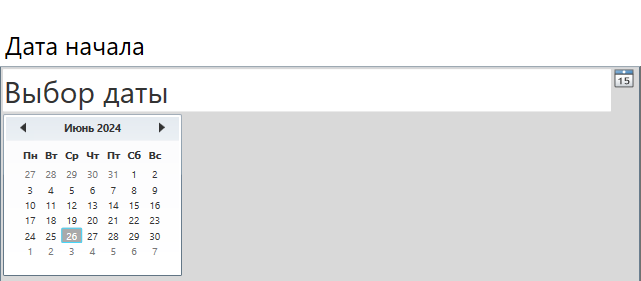 Дата начала
Выбор даты
15
Июнь 2024
Пн Вт Ср Чт Пт Сб Вс
27 28 29 30 31 1 2
3 4 5 6 7 8 9
10 11 12 13 14 15 16
17 18 19 20 21 22 23
24 25 26 27 28 29 30
1 2 3 4 5 6 7